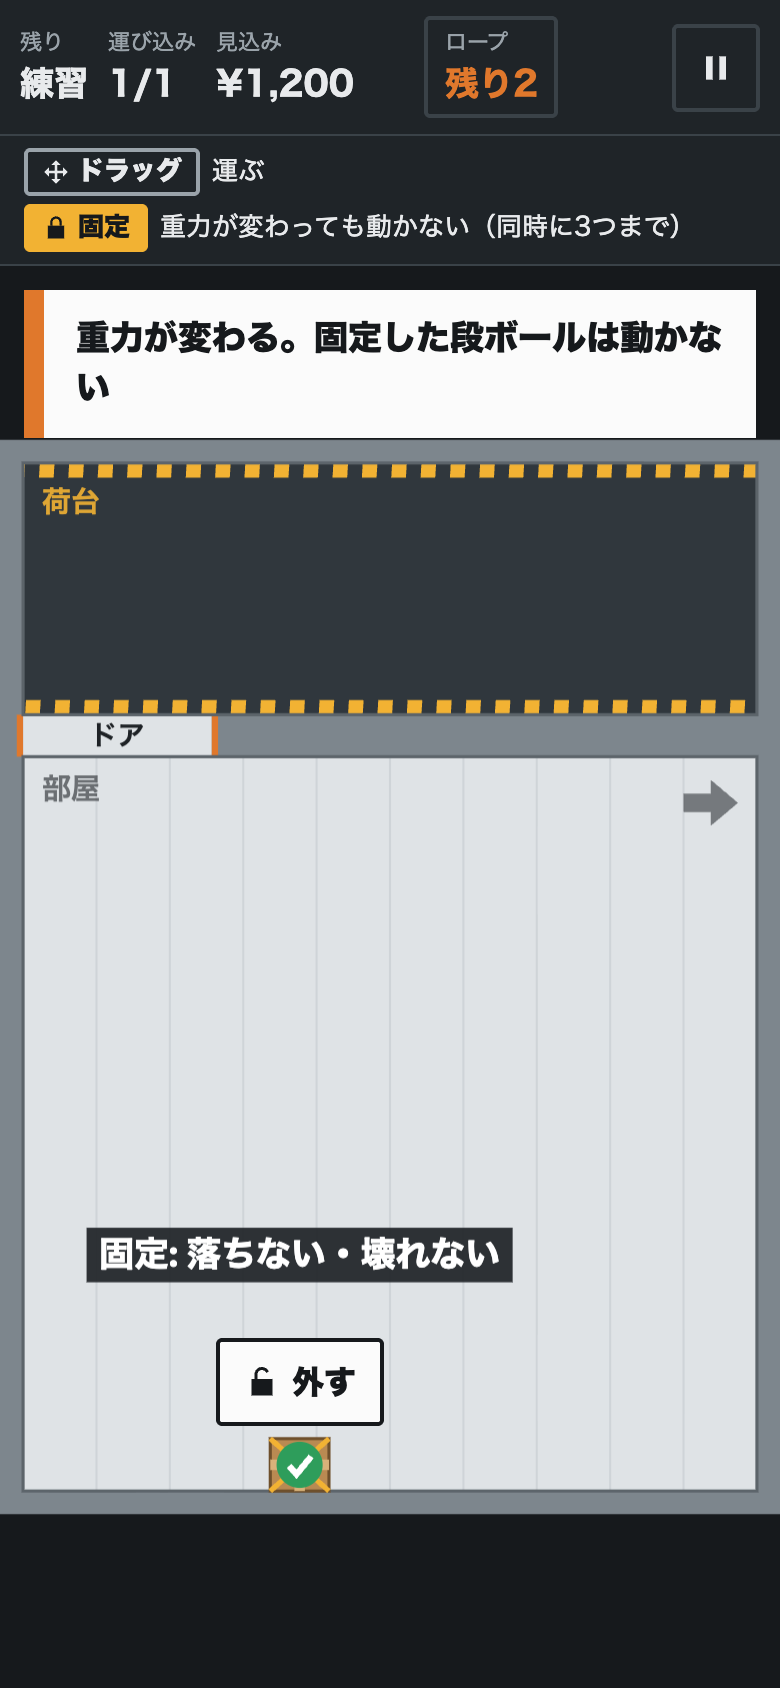 残り 運び込み 見込み ロープ
練習 1/1 ¥1,200 残り2
ドラッグ 運ぶ
固定 重力が変わっても動かない（同時に3つまで）
重力が変わる。固定した段ボールは動かな
い
荷台
ドア
部屋
固定: 落ちない・壊れない
外す